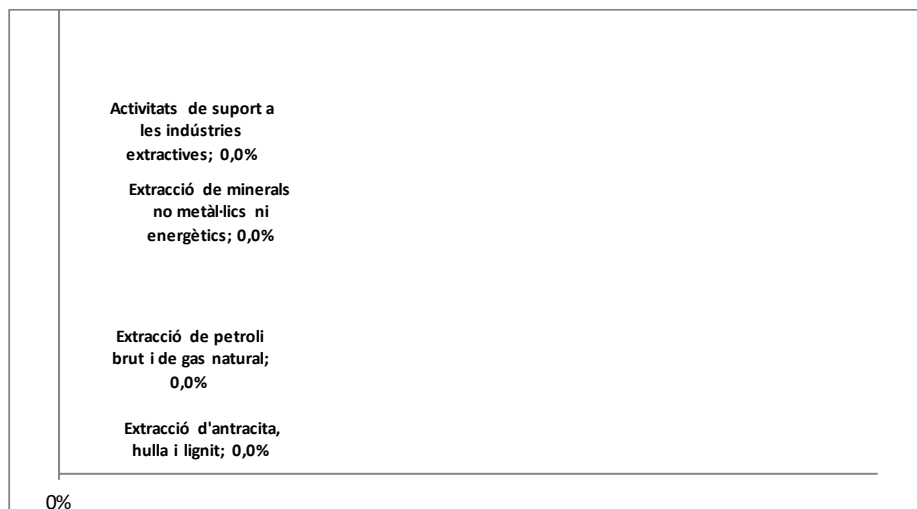 Activitats de suport a
les indústries
extractives; 0,0%
Extracció de minerals
no metàl·lics ni
energètics; 0,0%
Extracció de petroli
brut i de gas natural;
0,0%
Extracció d'antracita,
hulla i lignit; 0,0%
0%